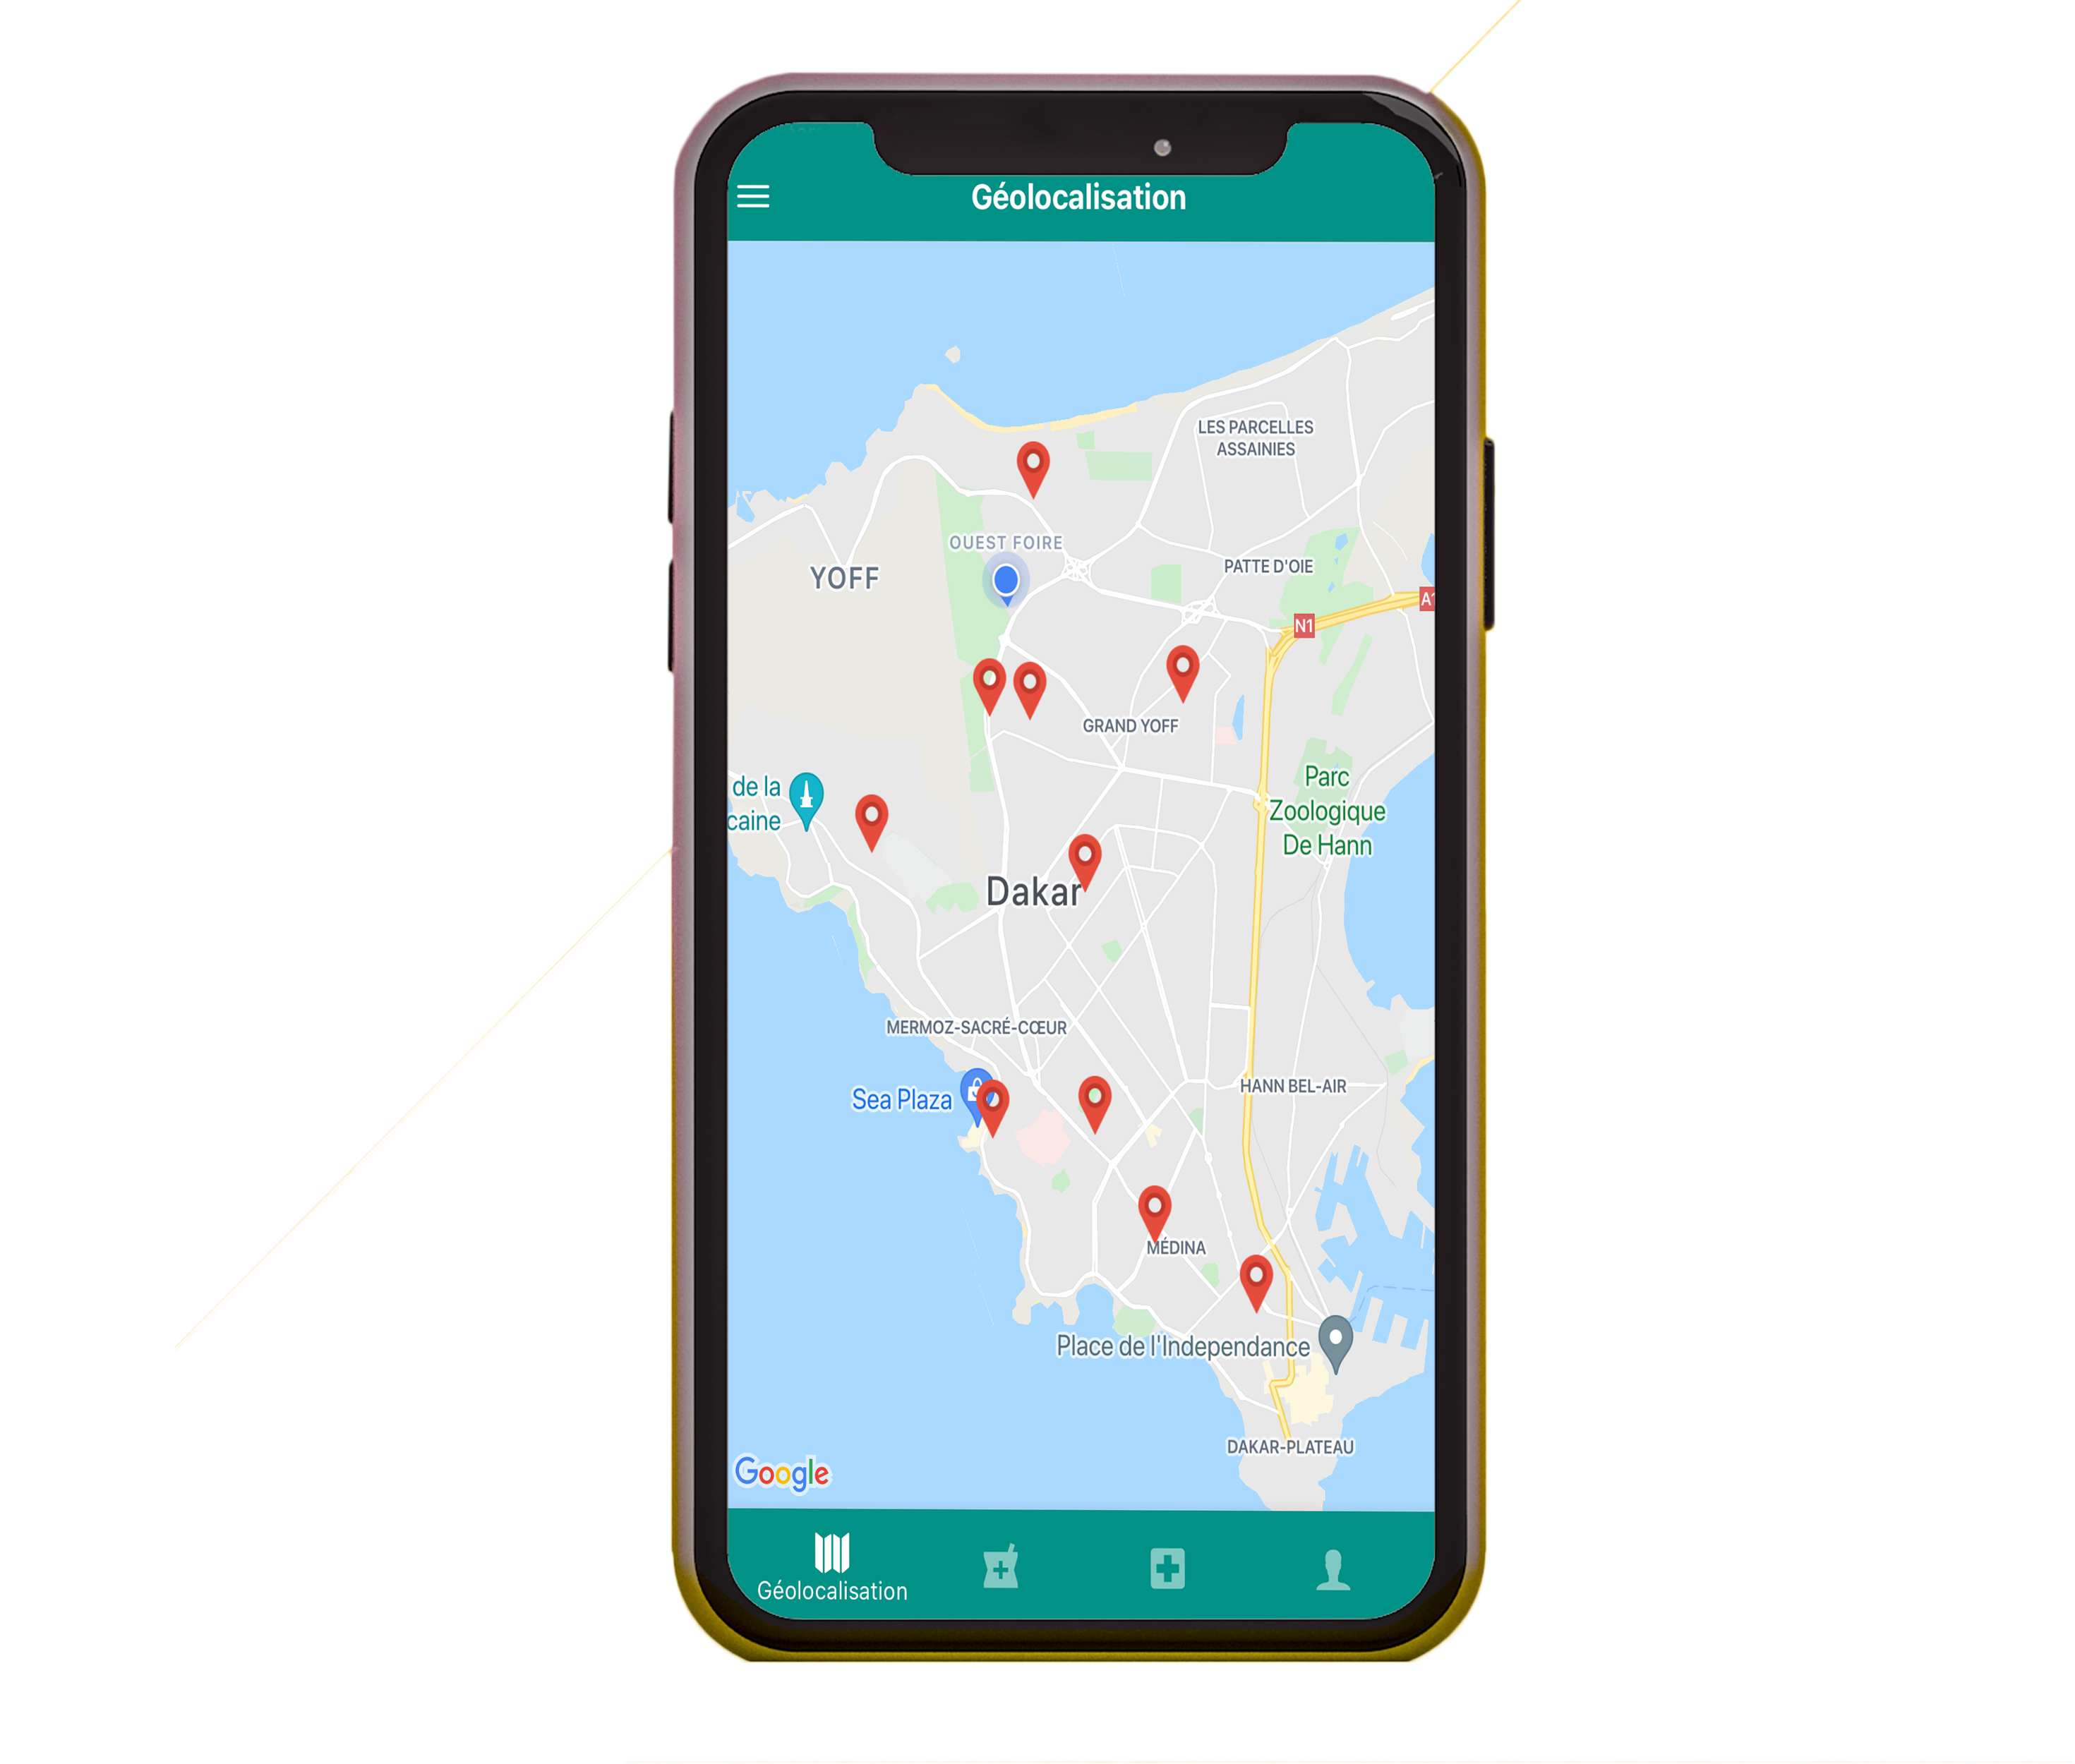 Géolocalisation
LES PARCELLES
ASSAINIES
OUEST FOIRE
YOFF
PATTE D'OIE
A1
N1
GRAND YOFF
de la
caine
Parc
Zoologique
De Hann
Dakar
MERMOZ-SACRÉ-CŒUR
Sea Plaza
HANN BEL-AIR
MÉDINA
Place de l'Independance
DAKAR-PLATEAU
Google
Géolocalisation